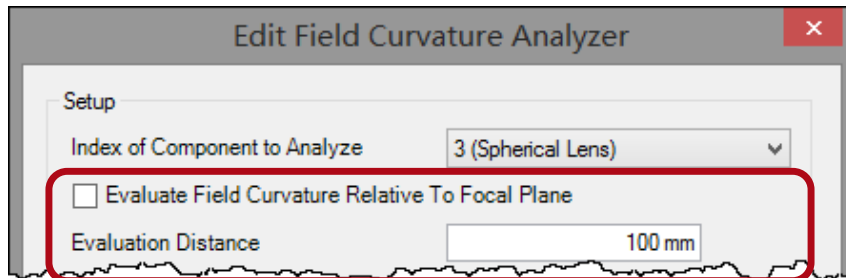 Edit Field Curvature Analyzer
Setup
Index of Component to Analyze 3 (Spherical Lens)
Evaluate Field Curvature Relative To Focal Plane
Evaluation Distance 100 mm